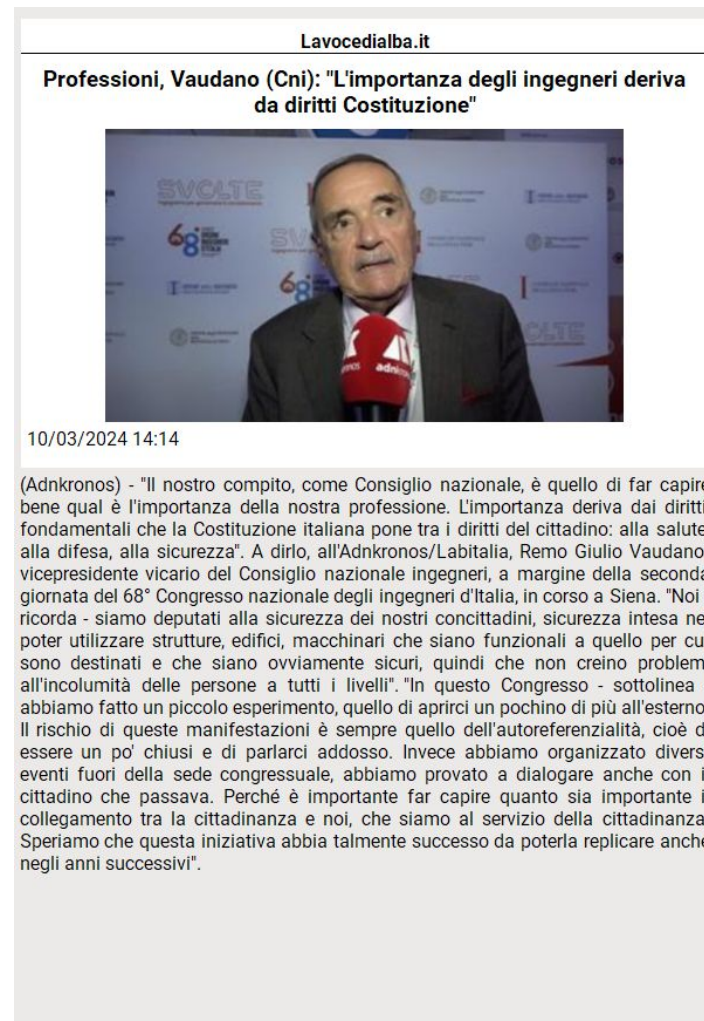 Lavocedialba.it
Professioni, Vaudano (Cni): "L'importanza degli ingegneri deriva
da diritti Costituzione"
SVOLTE
68
SV
68
OLTE
adnkronos
10/03/2024 14:14
(Adnkronos) - "Il nostro compito, come Consiglio nazionale, è quello di far capire
bene qual è l'importanza della nostra professione. L'importanza deriva dai diritti
fondamentali che la Costituzione italiana pone tra i diritti del cittadino: alla salute
alla difesa, alla sicurezza". A dirlo, all'Adnkronos/Labitalia, Remo Giulio Vaudano
vicepresidente vicario del Consiglio nazionale ingegneri, a margine della seconda
giornata del 68° Congresso nazionale degli ingegneri d'Italia, in corso a Siena. "Noi
ricorda - siamo deputati alla sicurezza dei nostri concittadini, sicurezza intesa ne
poter utilizzare strutture, edifici, macchinari che siano funzionali a quello per cu
sono destinati e che siano ovviamente sicuri, quindi che non creino problem
all'incolumità delle persone a tutti i livelli". "In questo Congresso - sottolinea
abbiamo fatto un piccolo esperimento, quello di aprirci un pochino di più all'esterno
Il rischio di queste manifestazioni è sempre quello dell'autoreferenzialità, cioè d
essere un po' chiusi e di parlarci addosso. Invece abbiamo organizzato divers
eventi fuori della sede congressuale, abbiamo provato a dialogare anche con i
cittadino che passava. Perché è importante far capire quanto sia importante i
collegamento tra la cittadinanza e noi, che siamo al servizio della cittadinanza
Speriamo che questa iniziativa abbia talmente successo da poterla replicare anche
negli anni successivi".